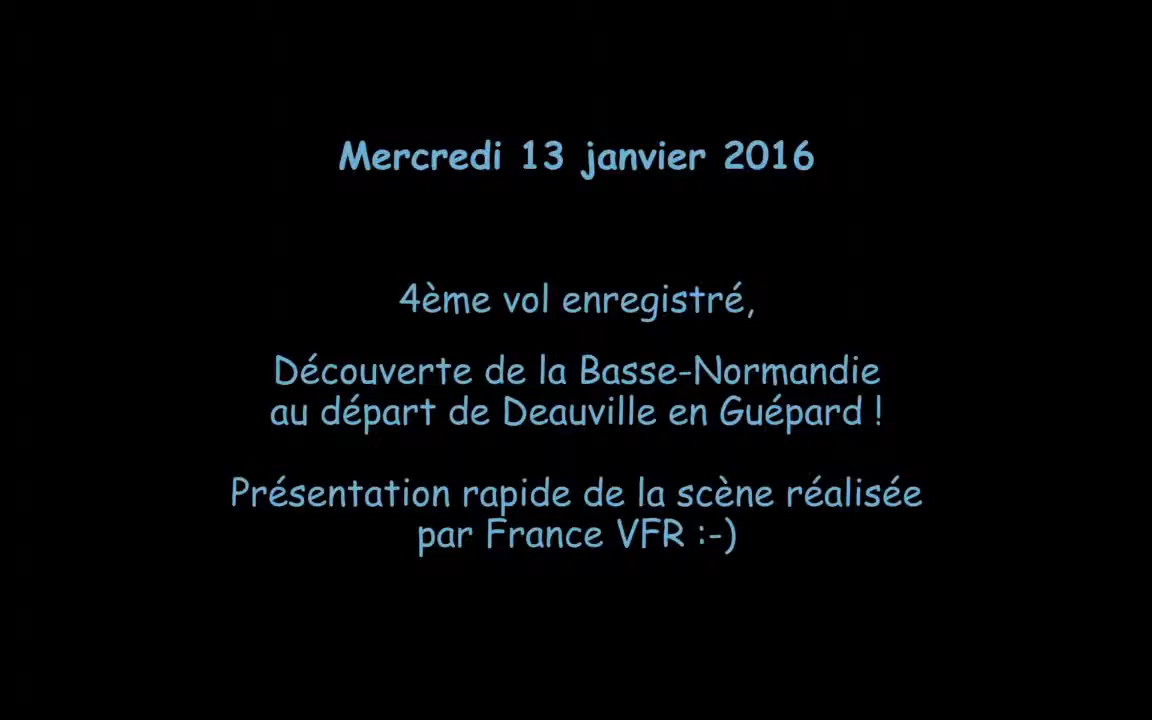 Mercredi 13 janvier 2016
4ème vol enregistré,
Découverte de la Basse-Normandie
au départ de Deauville en Guépard !
Présentation rapide de la scène réalisée
par France VFR :-)